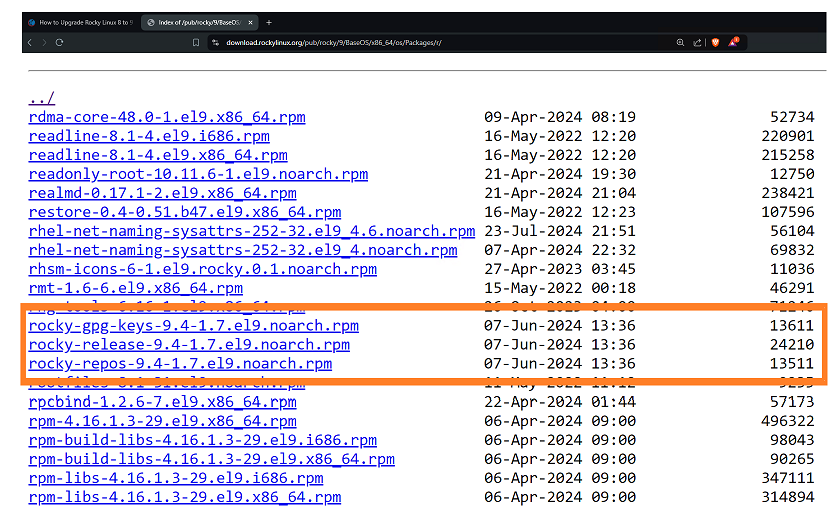 How to Upgrade Rocky Linux 8 to 9
Index of /pub/rocky/9/BaseOS/
download.rockylinux.org/pub/rocky/9/BaseOS/x86_64/os/Packages/r/
../
rdma-core-48.0-1.el9.x86_64.rpm 09-Apr-2024 08:19 52734
readline-8.1-4.el9.i686.rpm 16-May-2022 12:20 220901
readline-8.1-4.el9.x86_64.rpm 16-May-2022 12:20 215258
readonly-root-10.11.6-1.el9.noarch.rpm 21-Apr-2024 19:30 12750
realmd-0.17.1-2.el9.x86_64.rpm 21-Apr-2024 21:04 238421
restore-0.4-0.51.b47.el9.x86_64.rpm 16-May-2022 12:23 107596
rhel-net-naming-sysattrs-252-32.el9_4.6.noarch.rpm 23-Jul-2024 21:51 56104
rhel-net-naming-sysattrs-252-32.el9_4.noarch.rpm 07-Apr-2024 22:32 69832
rhsm-icons-6-1.el9.rocky.0.1.noarch.rpm 27-Apr-2023 03:45 11036
rmt-1.6-6.el9.x86_64.rpm 15-May-2022 00:18 46291
rocky-gpg-keys-9.4-1.7.el9.noarch.rpm 07-Jun-2024 13:36 13611
rocky-release-9.4-1.7.el9.noarch.rpm 07-Jun-2024 13:36 24210
rocky-repos-9.4-1.7.el9.noarch.rpm 07-Jun-2024 13:36 13511
rpcbind-1.2.6-7.el9.x86_64.rpm 22-Apr-2024 01:44 57173
rpm-4.16.1.3-29.el9.x86_64.rpm 06-Apr-2024 09:00 496322
rpm-build-libs-4.16.1.3-29.el9.i686.rpm 06-Apr-2024 09:00 98043
rpm-build-libs-4.16.1.3-29.el9.x86_64.rpm 06-Apr-2024 09:00 90265
rpm-libs-4.16.1.3-29.el9.i686.rpm 06-Apr-2024 09:00 347111
rpm-libs-4.16.1.3-29.el9.x86_64.rpm 06-Apr-2024 09:00 314894